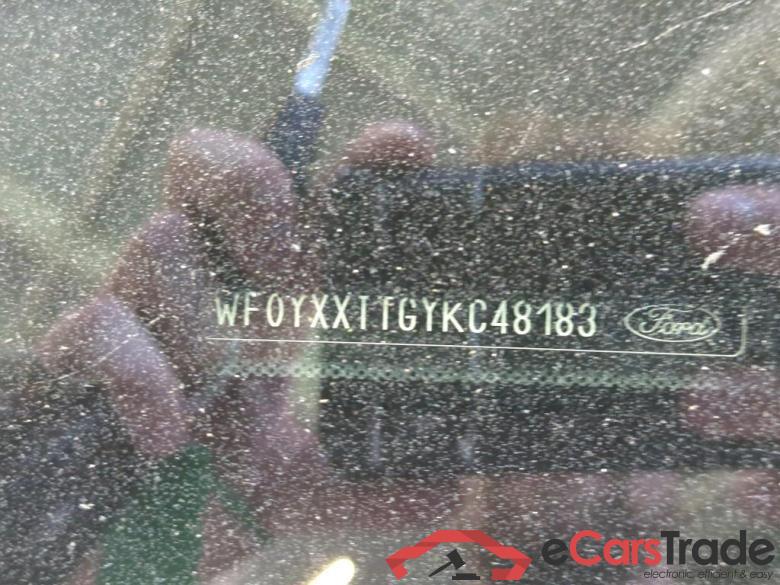 WF0YXXTTGYKC48183 Ford
eCarsTrade
electronic, efficient & easy